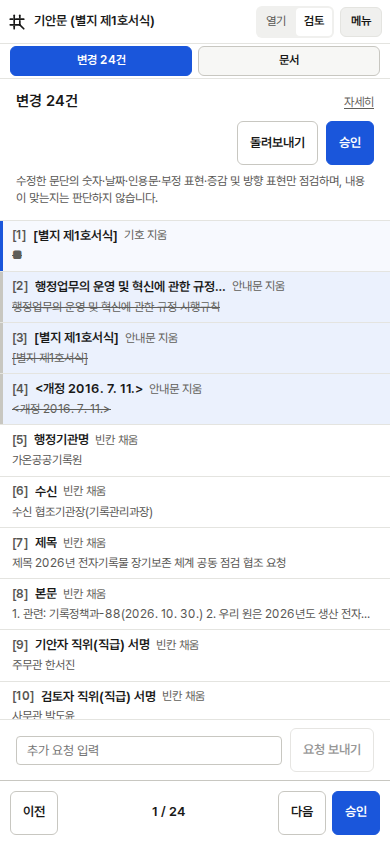 기안문 (별지 제1호서식)
열기 검토 메뉴
변경 24건 문서
변경 24건 자세히
돌려보내기 승인
수정한 문단의 숫자·날짜·인용문·부정 표현·증감 및 방향 표현만 점검하며, 내용
이 맞는지는 판단하지 않습니다.
[1] [별지 제1호서식] 기호 지움
[2] 행정업무의 운영 및 혁신에 관한 규정... 안내문 지움
행정업무의 운영 및 혁신에 관한 규정 시행규칙
[3] [별지 제1호서식] 안내문 지움
[별지 제1호서식]
[4] <개정 2016. 7. 11.> 안내문 지움
<개정 2016. 7. 11.>
[5] 행정기관명 빈칸 채움
가온공공기록원
[6] 수신 빈칸 채움
수신 협조기관장(기록관리과장)
[7] 제목 빈칸 채움
제목 2026년 전자기록물 장기보존 체계 공동 점검 협조 요청
[8] 본문 빈칸 채움
1. 관련: 기록정책과-88(2026. 10. 30.) 2. 우리 원은 2026년도 생산 전자...
[9] 기안자 직위(직급) 서명 빈칸 채움
주무관 한서진
[10] 검토자 직위(직급) 서명 빈칸 채움
사무관 박도윤
추가 요청 입력 요청 보내기
이전 1 / 24 다음 승인